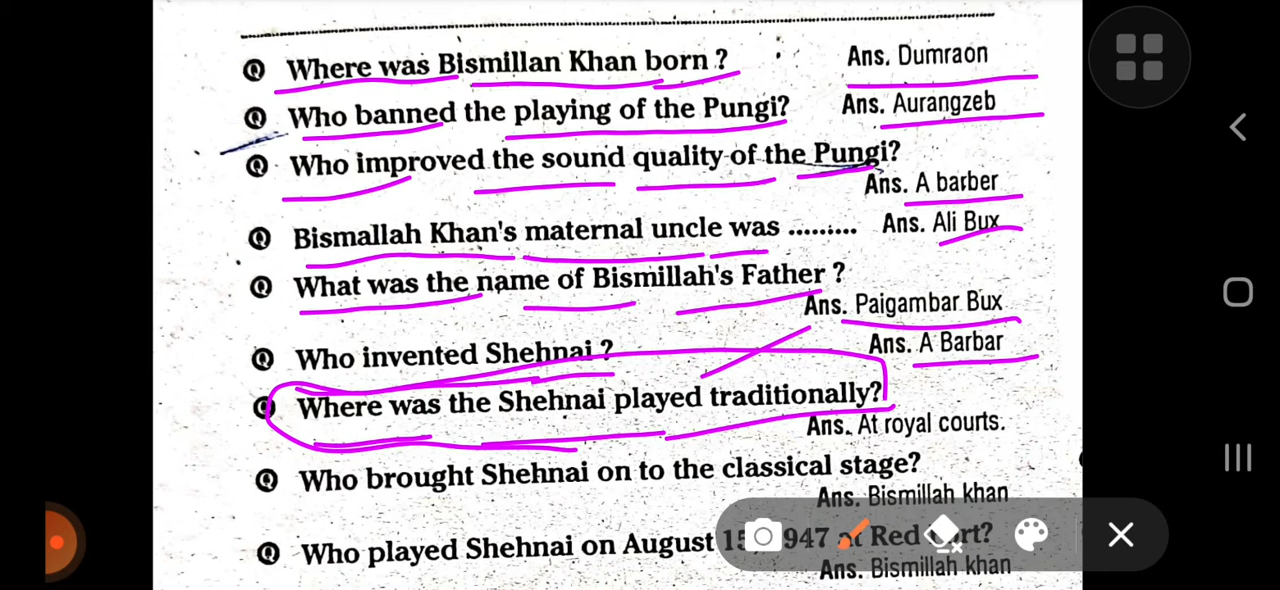 Q Where was Bismillan Khan born ? Ans. Dumraon
Q Who banned the playing of the Pungi? Ans. Aurangzeb
Q Who improved the sound quality of the Pungi?
Ans. A barber
Q Bismallah Khan's maternal uncle was ......... Ans. Ali Bux
Q What was the name of Bismillah's Father ?
Ans. Paigambar Bux
Q Who invented Shehnai ? Ans. A Barbar
Q Where was the Shehnai played traditionally?
Ans. At royal courts.
Q Who brought Shehnai on to the classical stage?
Ans. Bismillah khan
Q Who played Shehnai on August 947 at Red
Ans. Bismillah khan